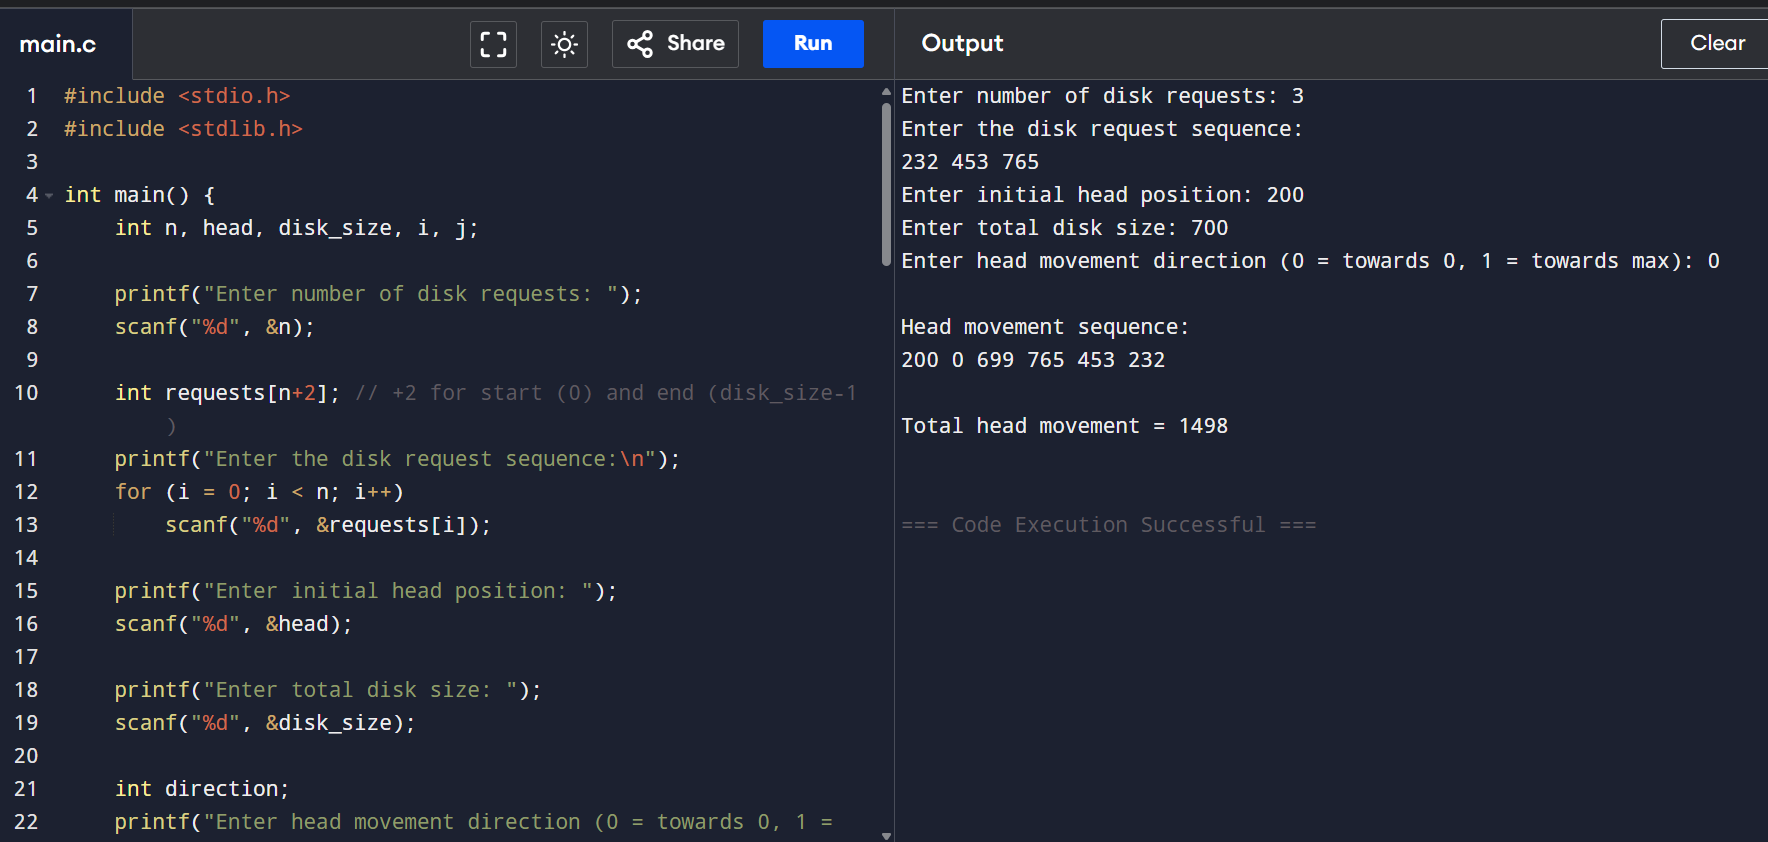 main.c
Share
Run
Output
Clear
1 #include <stdio.h>
2 #include <stdlib.h>
3
4 int main() {
5 int n, head, disk_size, i, j;
6
7 printf("Enter number of disk requests: ");
8 scanf("%d", &n);
9
10 int requests[n+2]; // +2 for start (0) and end (disk_size-1
)
11 printf("Enter the disk request sequence:\n");
12 for (i = 0; i < n; i++)
13 scanf("%d", &requests[i]);
14
15 printf("Enter initial head position: ");
16 scanf("%d", &head);
17
18 printf("Enter total disk size: ");
19 scanf("%d", &disk_size);
20
21 int direction;
22 printf("Enter head movement direction (0 = towards 0, 1 =
Enter number of disk requests: 3
Enter the disk request sequence:
232 453 765
Enter initial head position: 200
Enter total disk size: 700
Enter head movement direction (0 = towards 0, 1 = towards max): 0
Head movement sequence:
200 0 699 765 453 232
Total head movement = 1498
=== Code Execution Successful ===